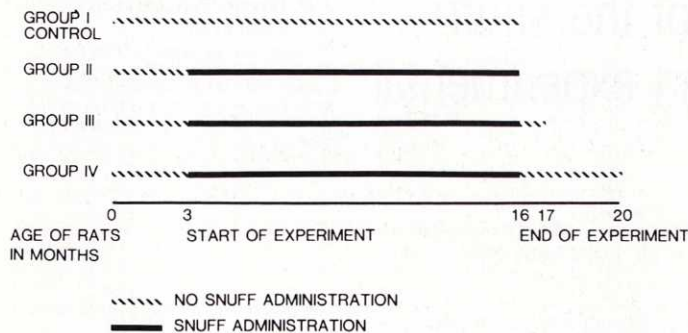 GROUP I
CONTROL
GROUP II
GROUP III
GROUP IV
0 3 16 17 20
AGE OF RATS START OF EXPERIMENT END OF EXPERIMENT
IN MONTHS
NO SNUFF ADMINISTRATION
SNUFF ADMINISTRATION